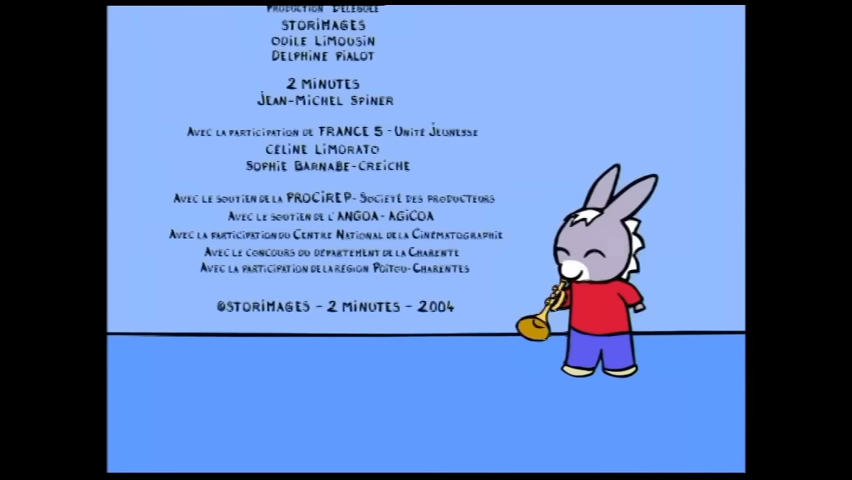 PRODUCTION DÉLÉGUÉE
STORIMAGES
ODILE LIMOUSIN
DELPHINE PIALOT
2 MINUTES
JEAN-MICHEL SPINER
AVEC LA PARTICIPATION DE FRANCE 5 - UNITÉ JEUNESSE
CÉLINE LIMORATO
SOPHIE BARNABE-CREICHE
AVEC LE SOUTIEN DE LA PROCIREP - SOCIÉTÉ DES PRODUCTEURS
AVEC LE SOUTIEN DE L'ANGOA - AGICOA
AVEC LA PARTICIPATION DU CENTRE NATIONAL DE LA CINÉMATOGRAPHIE
AVEC LE CONCOURS DU DÉPARTEMENT DE LA CHARENTE
AVEC LA PARTICIPATION DE LA RÉGION POITOU-CHARENTES
©STORIMAGES - 2 MINUTES - 2004